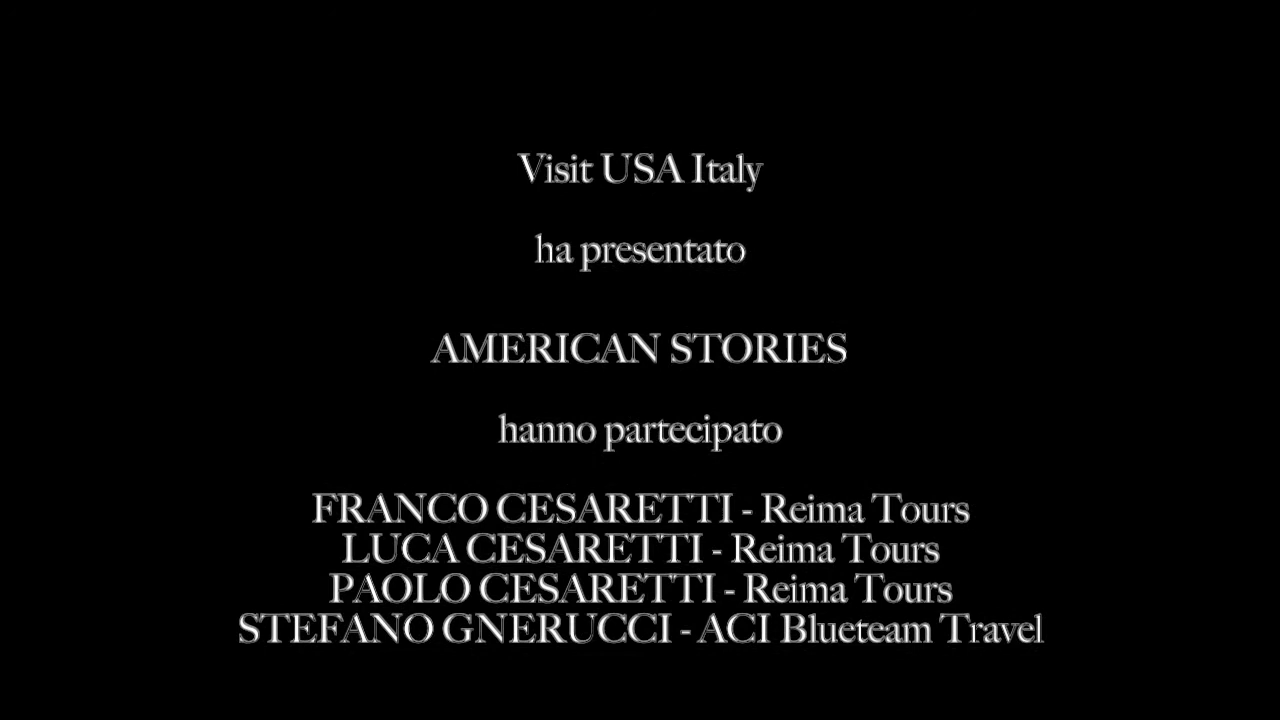 Visit USA Italy
ha presentato
AMERICAN STORIES
hanno partecipato
FRANCO CESARETTI - Reima Tours
LUCA CESARETTI - Reima Tours
PAOLO CESARETTI - Reima Tours
STEFANO GNERUCCI - ACI Blueteam Travel